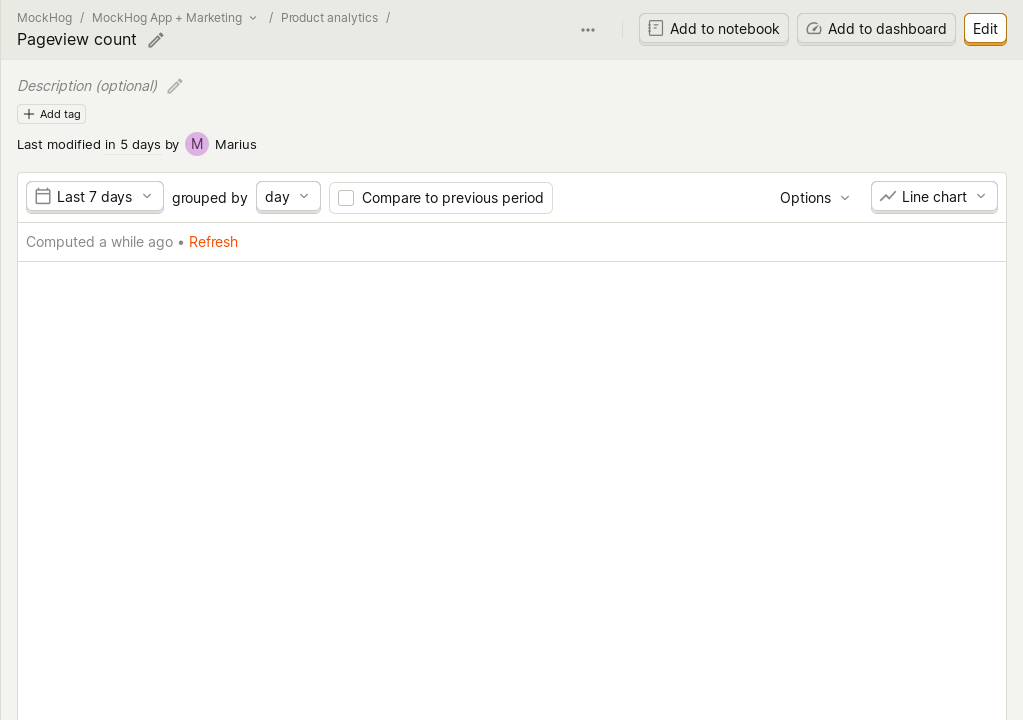 MockHog / MockHog App + Marketing / Product analytics /
Pageview count
Add to notebook
Add to dashboard
Edit
Description (optional)
Add tag
Last modified in 5 days by M Marius
Last 7 days grouped by day Compare to previous period Options Line chart
Computed a while ago • Refresh